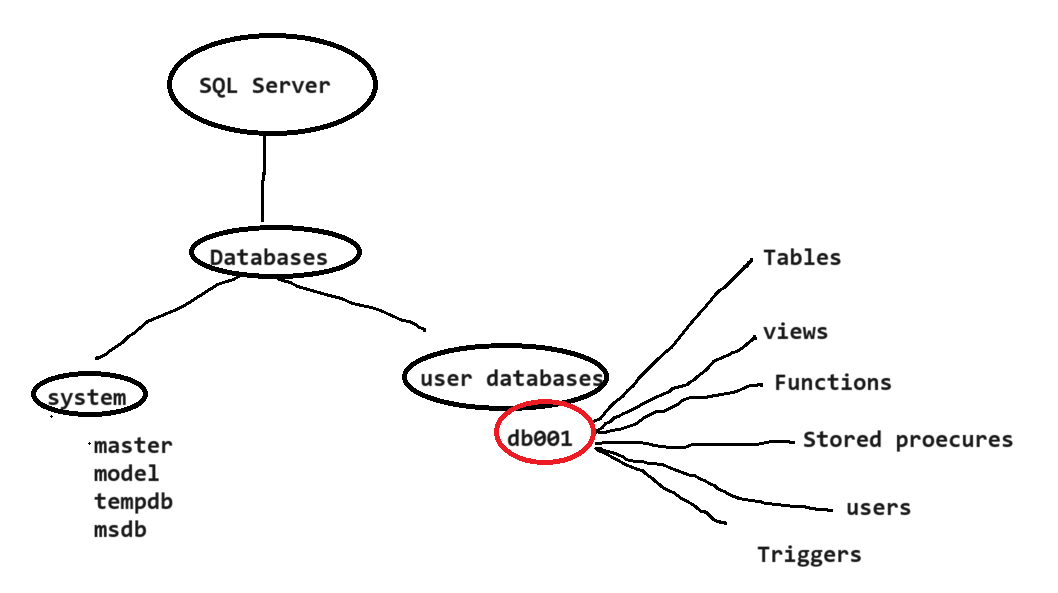 SQL Server
Databases
system
master
model
tempdb
msdb
user databases
db001
Tables
views
Functions
Stored proecures
users
Triggers